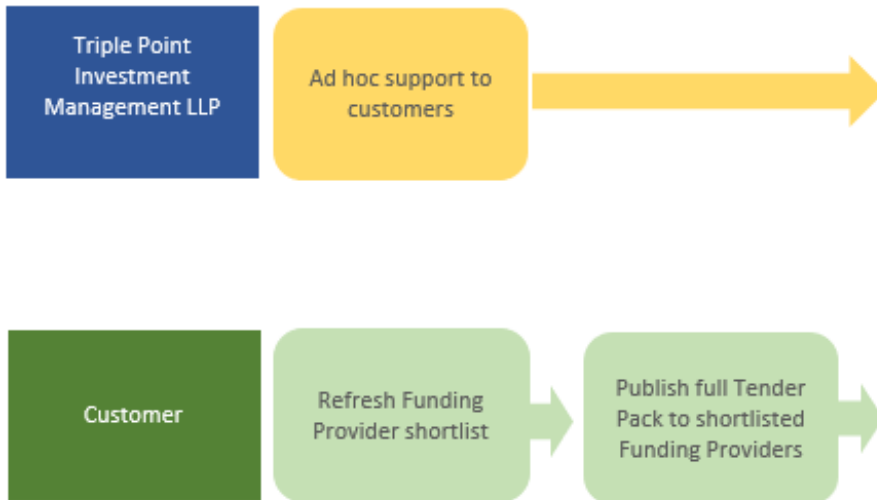 Triple Point
Investment
Management LLP
Ad hoc support to
customers
Customer
Refresh Funding
Provider shortlist
Publish full Tender
Pack to shortlisted
Funding Providers